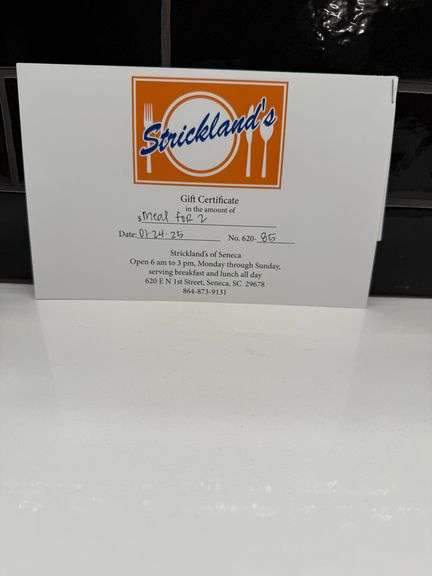 Strickland's
Gift Certificate
in the amount of
$ Meal for 2
Date: 01-24-25 No. 620- 85
Strickland's of Seneca
Open 6 am to 3 pm, Monday through Sunday,
serving breakfast and lunch all day
620 E N 1st Street, Seneca, SC 29678
864-873-9131